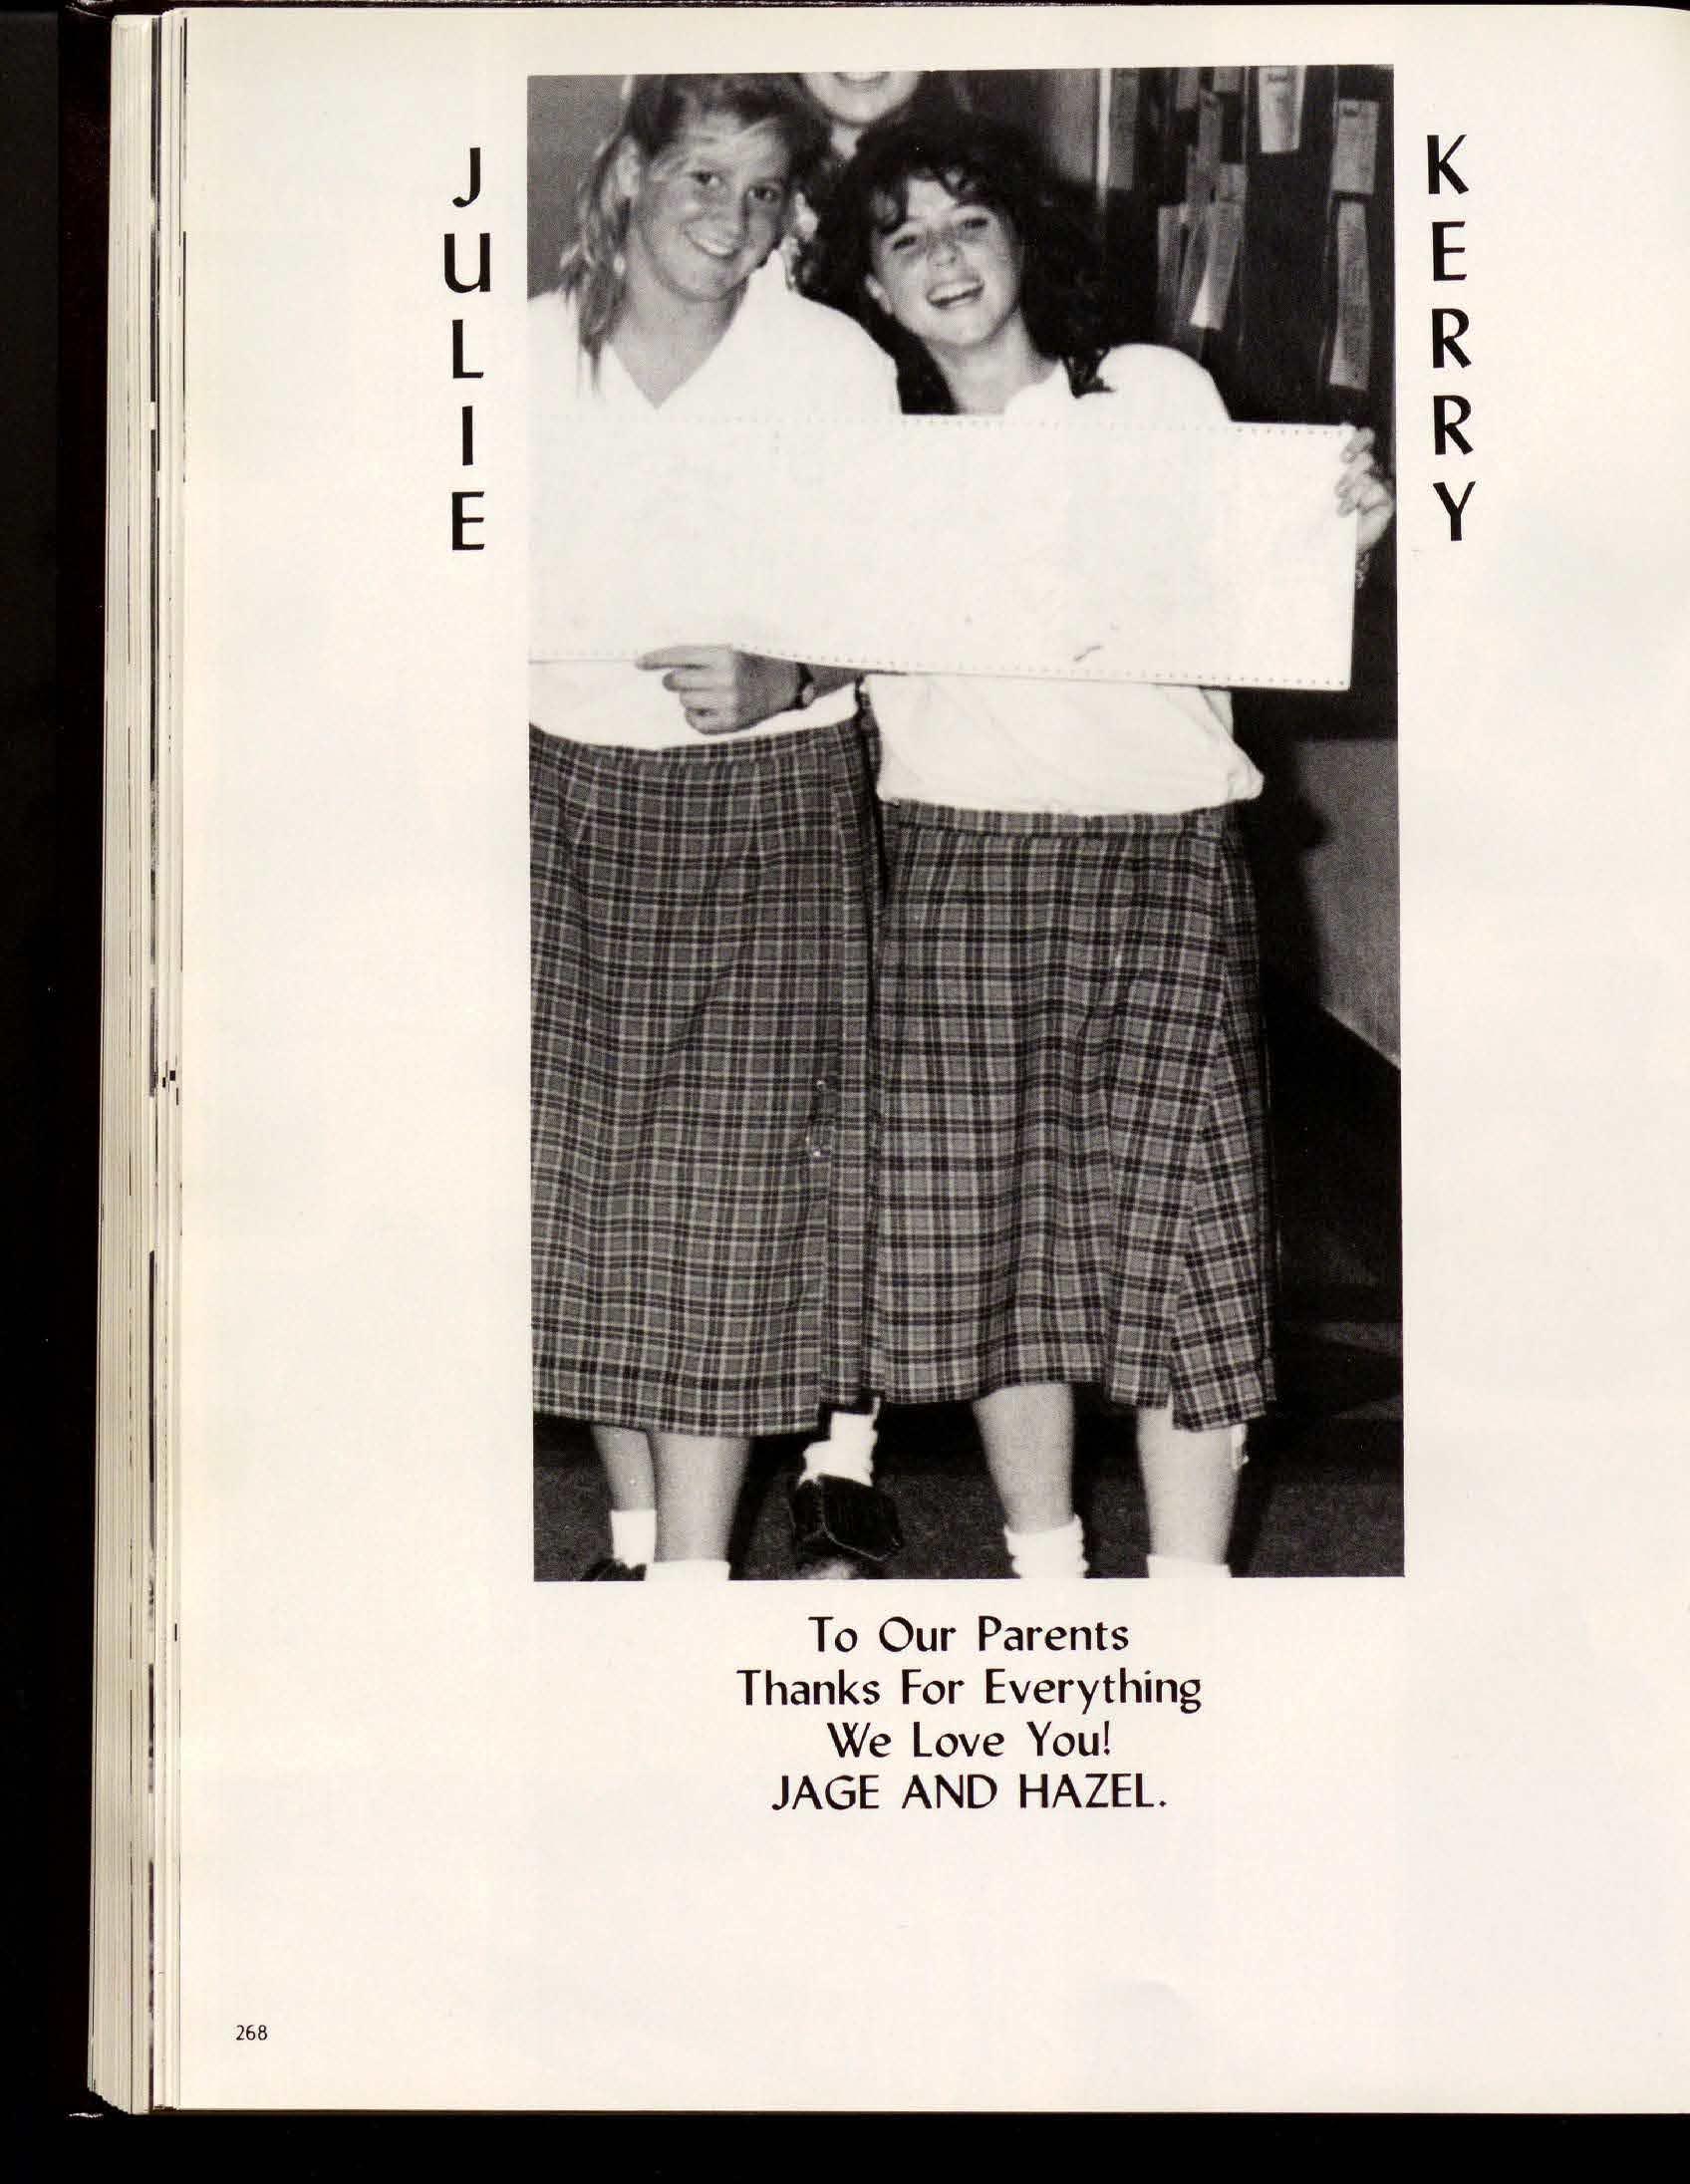 JULIE
KERRY
To Our Parents
Thanks For Everything
We Love You!
JAGE AND HAZEL.
268